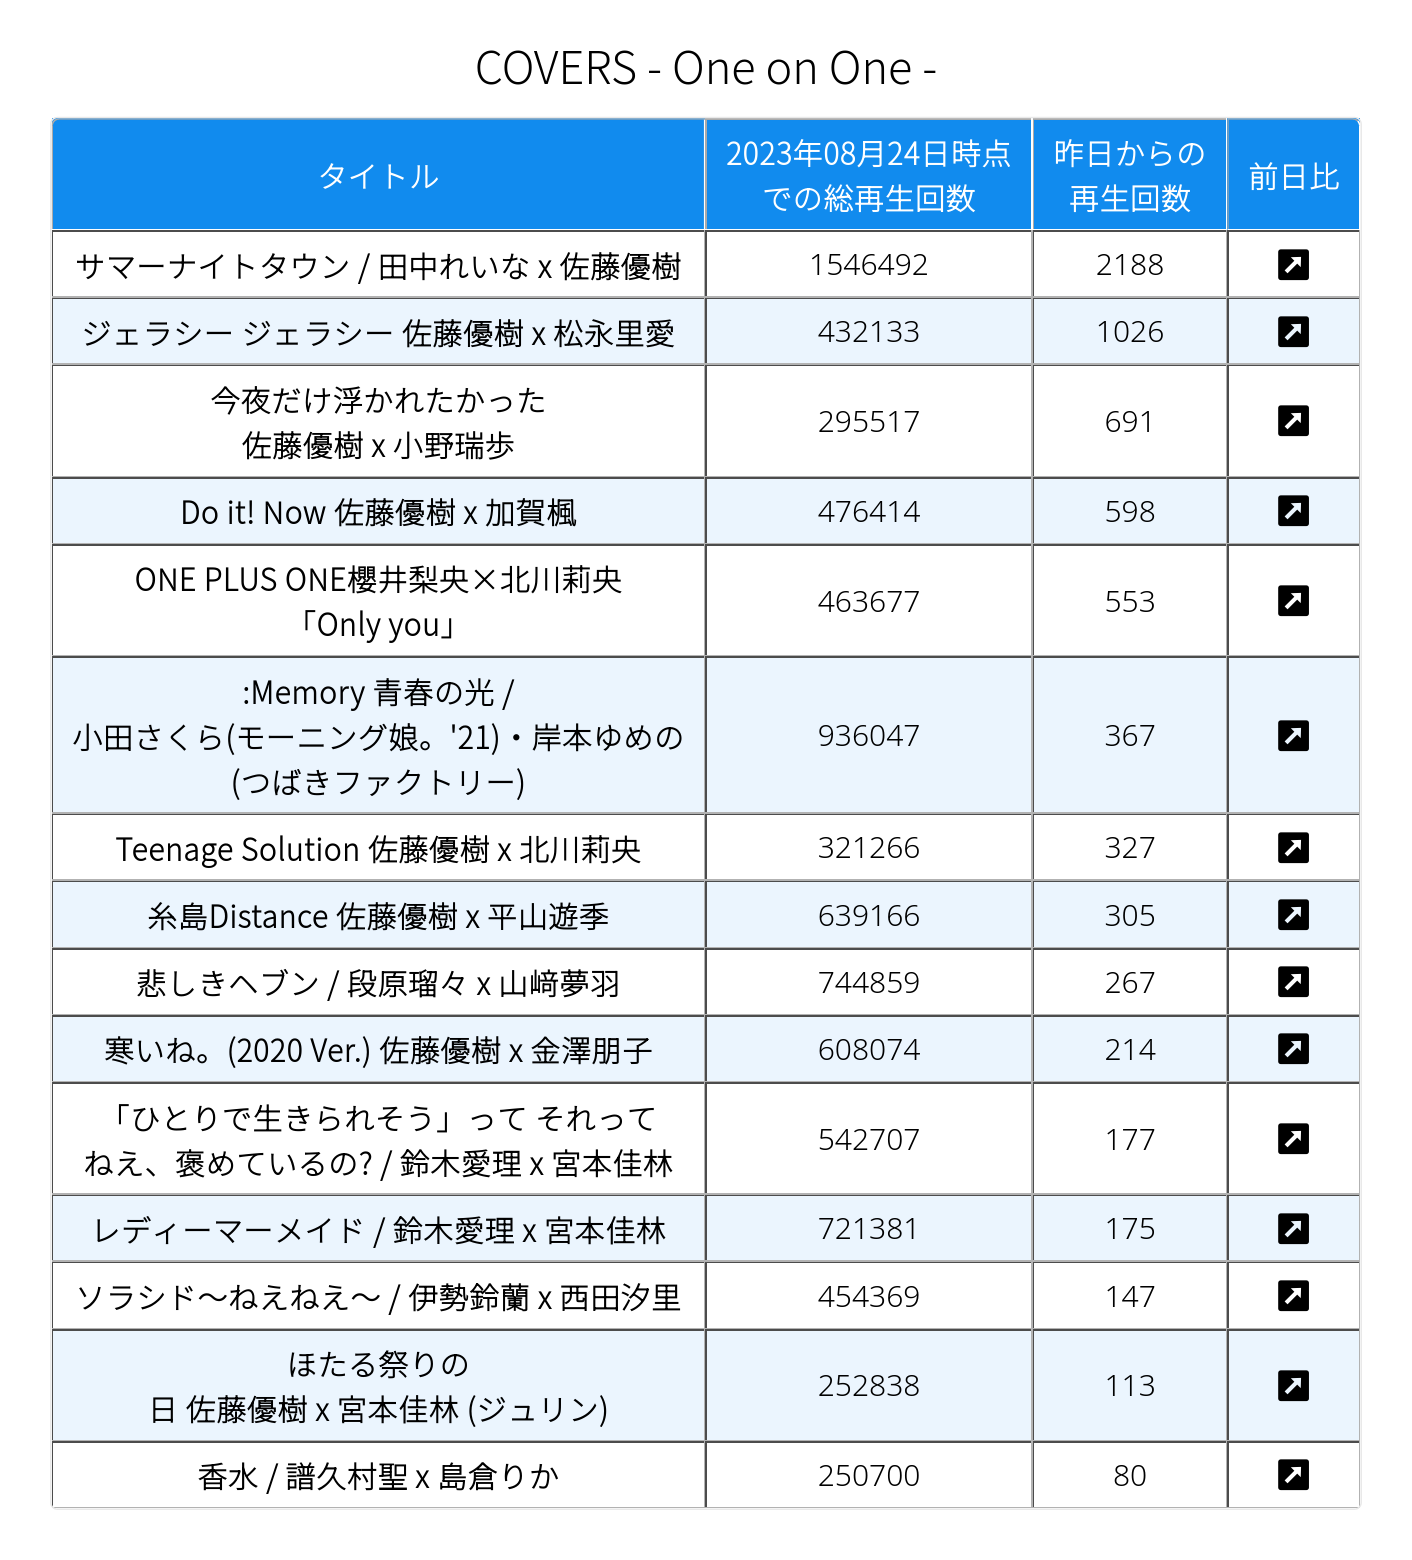 COVERS - One on One -
タイトル
2023年08月24日時点
での総再生回数
昨日からの
再生回数
前日比
サマーナイトタウン / 田中れいな x 佐藤優樹
1546492
2188
ジェラシー ジェラシー 佐藤優樹 x 松永里愛
432133
1026
今夜だけ浮かれたかった
佐藤優樹 x 小野瑞歩
295517
691
Do it! Now 佐藤優樹 x 加賀楓
476414
598
ONE PLUS ONE櫻井梨央×北川莉央
「Only you」
463677
553
:Memory 青春の光 /
小田さくら(モーニング娘。'21)・岸本ゆめの
(つばきファクトリー)
936047
367
Teenage Solution 佐藤優樹 x 北川莉央
321266
327
糸島Distance 佐藤優樹 x 平山遊季
639166
305
悲しきヘブン / 段原瑠々 x 山﨑夢羽
744859
267
寒いね。(2020 Ver.) 佐藤優樹 x 金澤朋子
608074
214
「ひとりで生きられそう」って それって
ねえ、褒めているの? / 鈴木愛理 x 宮本佳林
542707
177
レディーマーメイド / 鈴木愛理 x 宮本佳林
721381
175
ソラシド～ねえねえ～ / 伊勢鈴蘭 x 西田汐里
454369
147
ほたる祭りの
日 佐藤優樹 x 宮本佳林 (ジュリン)
252838
113
香水 / 譜久村聖 x 島倉りか
250700
80